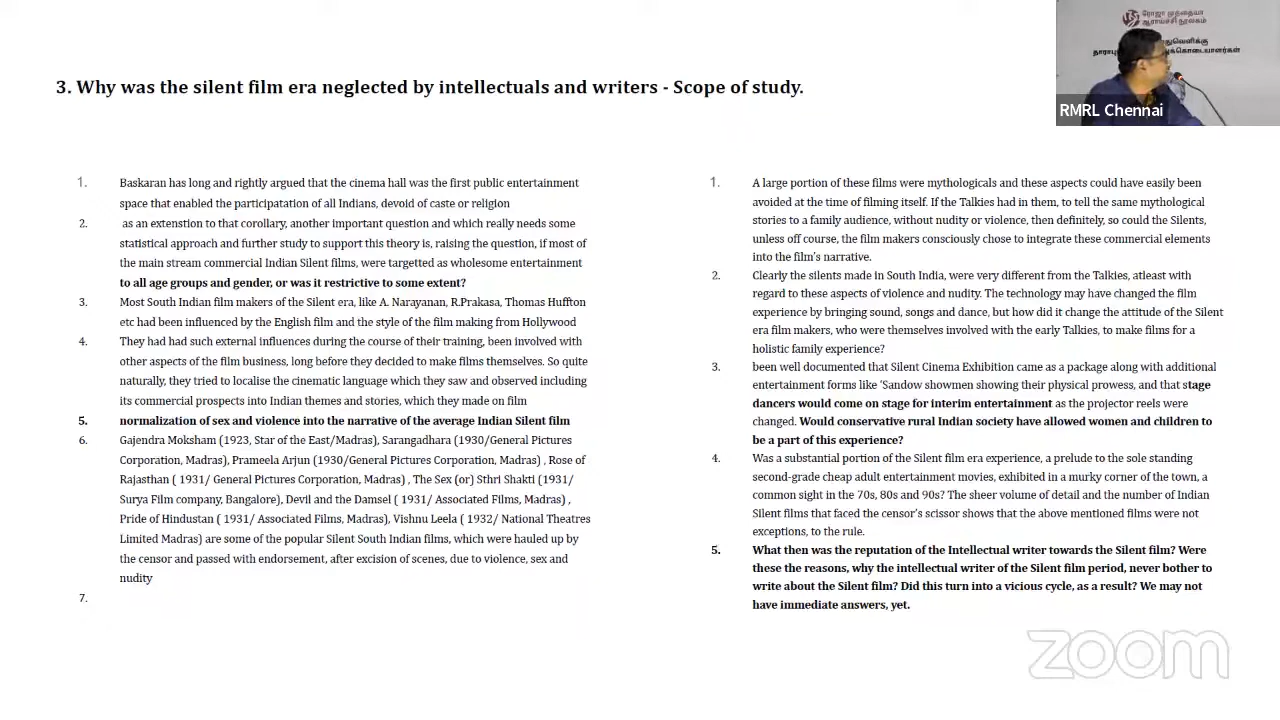 3. Why was the silent film era neglected by intellectuals and writers - Scope of study.
ரோஜா முத்தையா
ஆராய்ச்சி நூலகம்
RMRL Chennai
1. Baskaran has long and rightly argued that the cinema hall was the first public entertainment
space that enabled the participatation of all Indians, devoid of caste or religion
2. as an extenstion to that corollary, another important question and which really needs some
statistical approach and further study to support this theory is, raising the question, if most of
the main stream commercial Indian Silent films, were targetted as wholesome entertainment
to all age groups and gender, or was it restrictive to some extent?
3. Most South Indian film makers of the Silent era, like A. Narayanan, R.Prakasa, Thomas Huffton
etc had been influenced by the English film and the style of the film making from Hollywood
4. They had had such external influences during the course of their training, been involved with
other aspects of the film business, long before they decided to make films themselves. So quite
naturally, they tried to localise the cinematic language which they saw and observed including
its commercial prospects into Indian themes and stories, which they made on film
5. normalization of sex and violence into the narrative of the average Indian Silent film
6. Gajendra Moksham (1923, Star of the East/Madras), Sarangadhara (1930/General Pictures
Corporation, Madras), Prameela Arjun (1930/General Pictures Corporation, Madras) , Rose of
Rajasthan ( 1931/ General Pictures Corporation, Madras) , The Sex (or) Sthri Shakti (1931/
Surya Film company, Bangalore), Devil and the Damsel ( 1931/ Associated Films, Madras) ,
Pride of Hindustan ( 1931/ Associated Films, Madras), Vishnu Leela ( 1932/ National Theatres
Limited Madras) are some of the popular Silent South Indian films, which were hauled up by
the censor and passed with endorsement, after excision of scenes, due to violence, sex and
nudity
7.
1. A large portion of these films were mythologicals and these aspects could have easily been
avoided at the time of filming itself. If the Talkies had in them, to tell the same mythological
stories to a family audience, without nudity or violence, then definitely, so could the Silents,
unless off course, the film makers consciously chose to integrate these commercial elements
into the film's narrative.
2. Clearly the silents made in South India, were very different from the Talkies, atleast with
regard to these aspects of violence and nudity. The technology may have changed the film
experience by bringing sound, songs and dance, but how did it change the attitude of the Silent
era film makers, who were themselves involved with the early Talkies, to make films for a
holistic family experience?
3. been well documented that Silent Cinema Exhibition came as a package along with additional
entertainment forms like ‘Sandow showmen showing their physical prowess, and that stage
dancers would come on stage for interim entertainment as the projector reels were
changed. Would conservative rural Indian society have allowed women and children to
be a part of this experience?
4. Was a substantial portion of the Silent film era experience, a prelude to the sole standing
second-grade cheap adult entertainment movies, exhibited in a murky corner of the town, a
common sight in the 70s, 80s and 90s? The sheer volume of detail and the number of Indian
Silent films that faced the censor's scissor shows that the above mentioned films were not
exceptions, to the rule.
5. What then was the reputation of the Intellectual writer towards the Silent film? Were
these the reasons, why the intellectual writer of the Silent film period, never bother to
write about the Silent film? Did this turn into a vicious cycle, as a result? We may not
have immediate answers, yet.
zoom